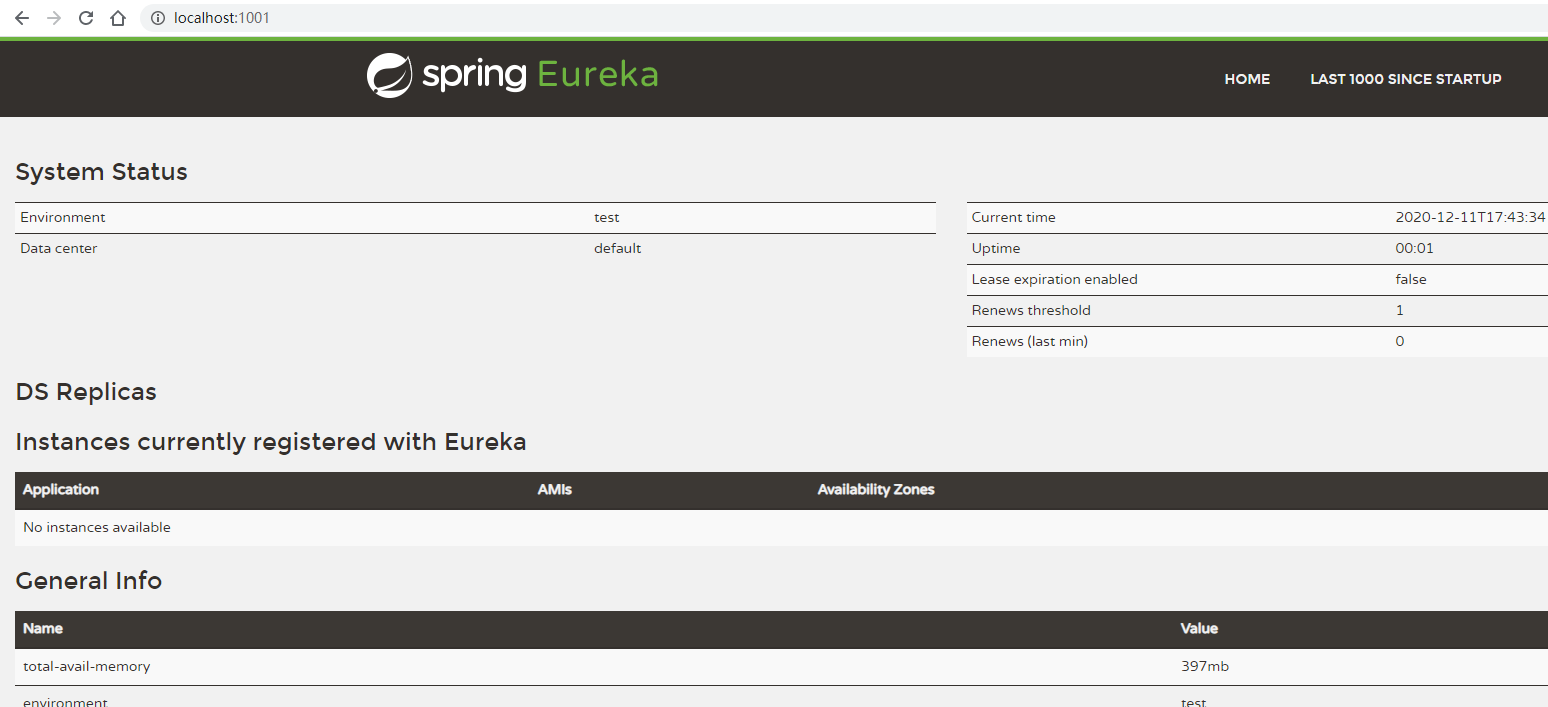 localhost:1001
spring Eureka
HOME LAST 1000 SINCE STARTUP
System Status
Environment test
Data center default
Current time 2020-12-11T17:43:34
Uptime 00:01
Lease expiration enabled false
Renews threshold 1
Renews (last min) 0
DS Replicas
Instances currently registered with Eureka
Application AMIs Availability Zones
No instances available
General Info
Name Value
total-avail-memory 397mb
environment test